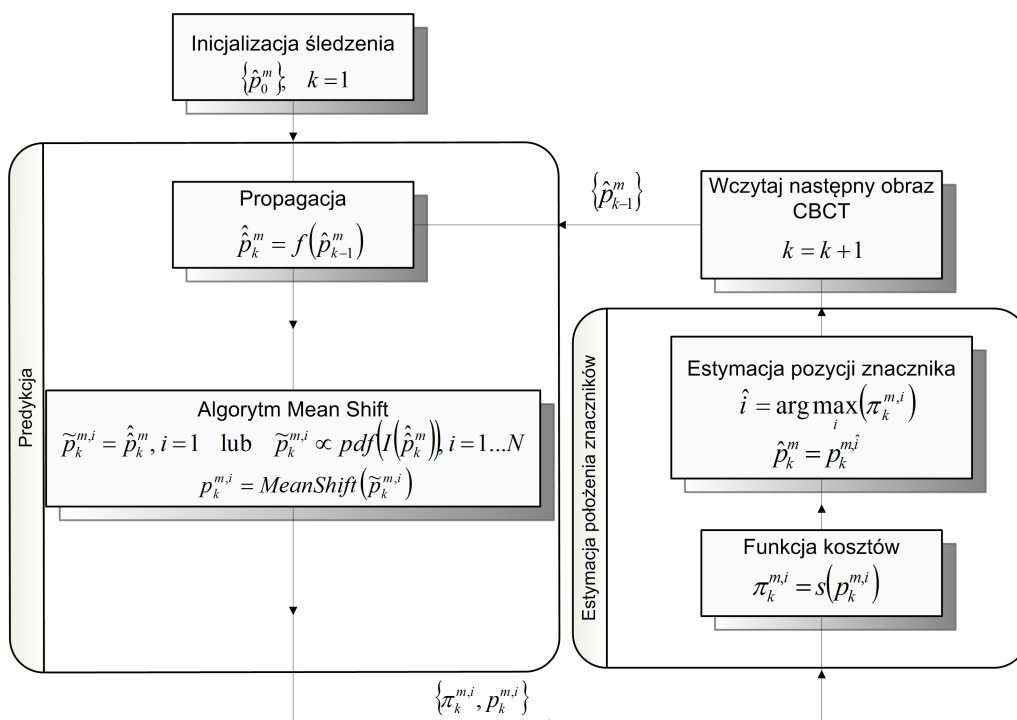 Inicjalizacja śledzenia
{p̂₀ᵐ}, k = 1
Predykcja
Propagacja
p̂̂ₖᵐ = f(p̂ₖ₋₁ᵐ)
Algorytm Mean Shift
p̃ₖᵐ,ⁱ = p̂̂ₖᵐ, i = 1 lub p̃ₖᵐ,ⁱ ∝ pdf(I(p̂̂ₖᵐ)), i = 1...N
pₖᵐ,ⁱ = MeanShift(p̃ₖᵐ,ⁱ)
{πₖᵐ,ⁱ, pₖᵐ,ⁱ}
Estymacja położenia znaczników
Funkcja kosztów
πₖᵐ,ⁱ = s(pₖᵐ,ⁱ)
Estymacja pozycji znacznika
î = arg maxᵢ(πₖᵐ,ⁱ)
p̂ₖᵐ = pₖᵐ,î
Wczytaj następny obraz
CBCT
k = k + 1
{p̂ₖ₋₁ᵐ}